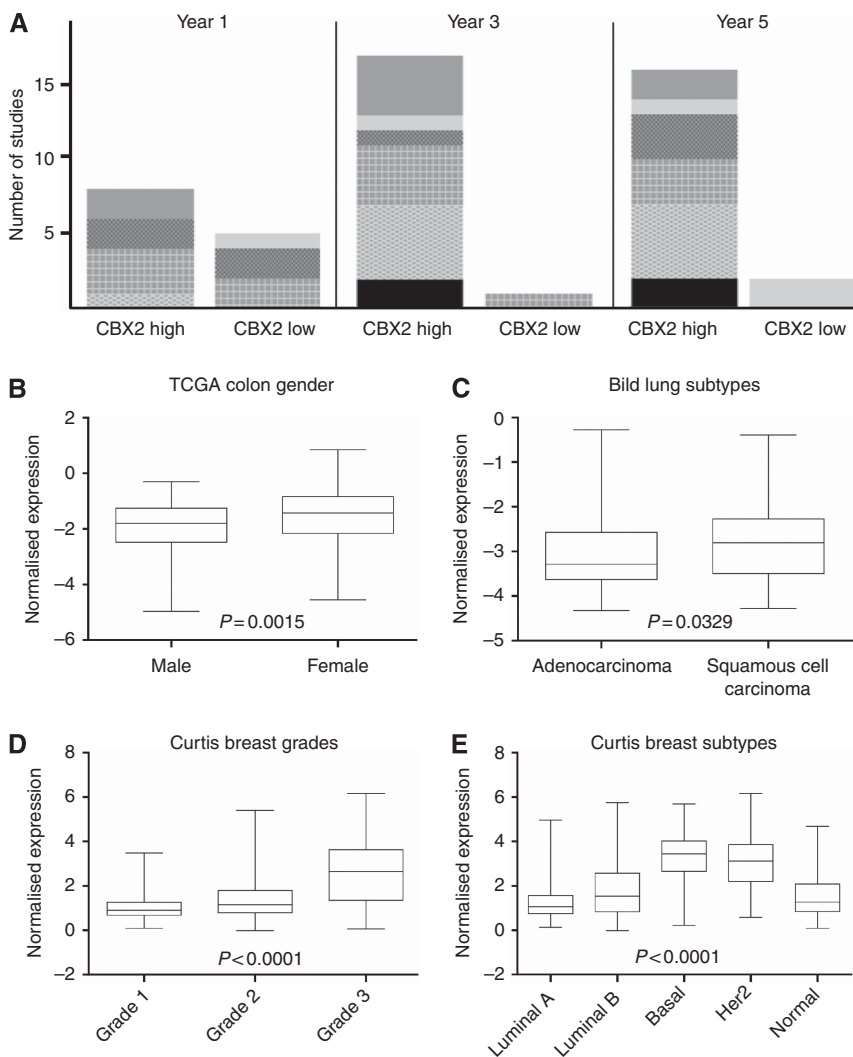 A
Year 1
Year 3
Year 5
Number of studies
15
10
5
CBX2 high
CBX2 low
CBX2 high
CBX2 low
CBX2 high
CBX2 low
B
TCGA colon gender
Normalised expression
2
0
–2
–4
–6
P=0.0015
Male
Female
C
Bild lung subtypes
Normalised expression
0
–1
–2
–3
–4
–5
P=0.0329
Adenocarcinoma
Squamous cell
carcinoma
D
Curtis breast grades
Normalised expression
8
6
4
2
0
–2
P<0.0001
Grade 1
Grade 2
Grade 3
E
Curtis breast subtypes
Normalised expression
8
6
4
2
0
–2
P<0.0001
Luminal A
Luminal B
Basal
Her2
Normal